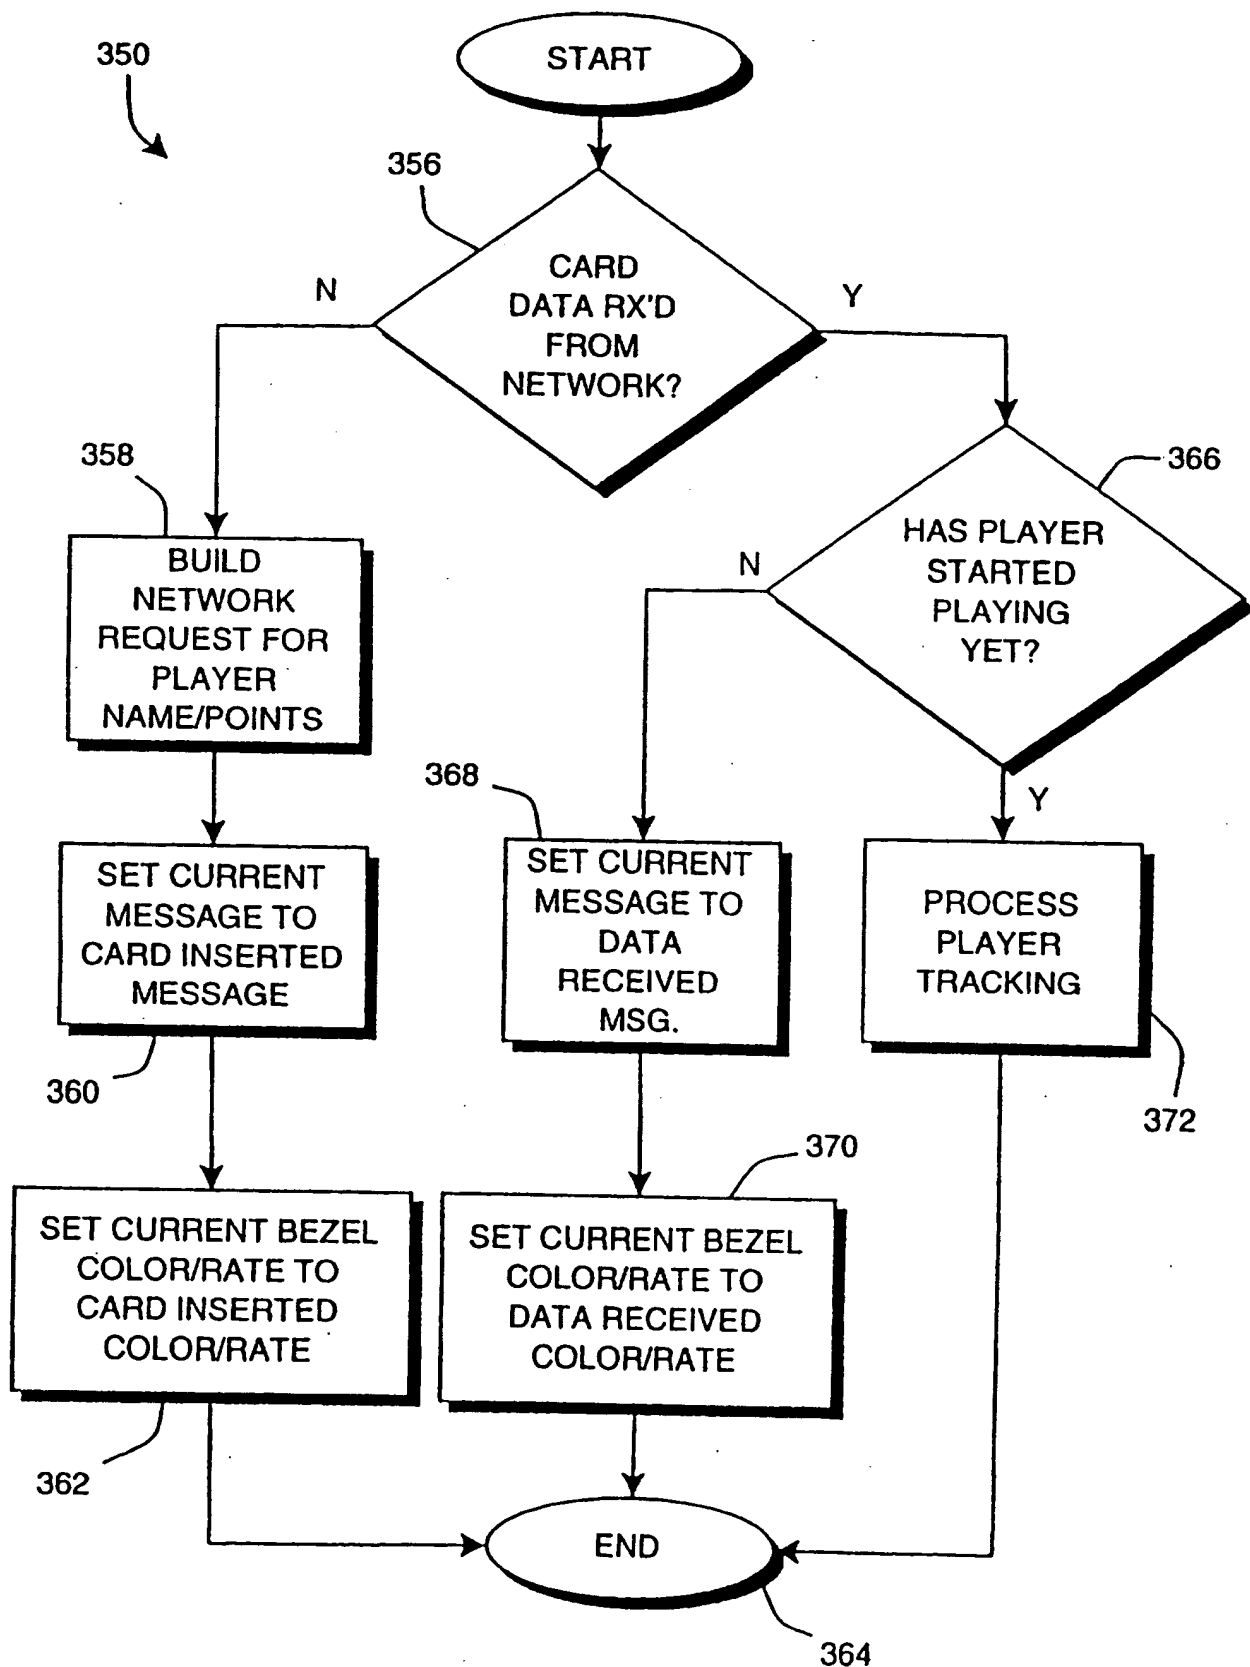 350
START
356
CARD
DATA RX'D
FROM
NETWORK?
N
Y
358
BUILD
NETWORK
REQUEST FOR
PLAYER
NAME/POINTS
366
HAS PLAYER
STARTED
PLAYING
YET?
N
Y
368
SET CURRENT
MESSAGE TO
CARD INSERTED
MESSAGE
360
SET CURRENT
MESSAGE TO
DATA
RECEIVED
MSG.
PROCESS
PLAYER
TRACKING
372
370
SET CURRENT BEZEL
COLOR/RATE TO
CARD INSERTED
COLOR/RATE
362
SET CURRENT BEZEL
COLOR/RATE TO
DATA RECEIVED
COLOR/RATE
END
364